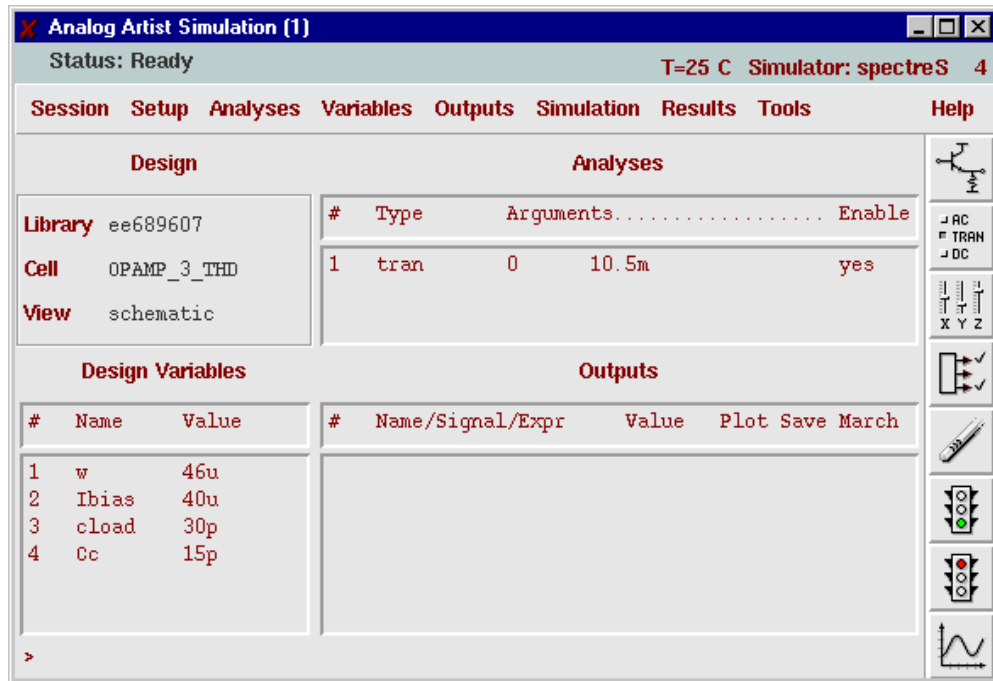 Analog Artist Simulation (1)
Status: Ready
T=25 C Simulator: spectreS 4
Session Setup Analyses Variables Outputs Simulation Results Tools Help
Design
Library ee689607
Cell OPAMP_3_THD
View schematic
Analyses
# Type Arguments.................. Enable
1 tran 0 10.5m yes
Design Variables
# Name Value
1 w 46u
2 Ibias 40u
3 cload 30p
4 Cc 15p
Outputs
# Name/Signal/Expr Value Plot Save March
>
AC
TRAN
DC
X Y Z